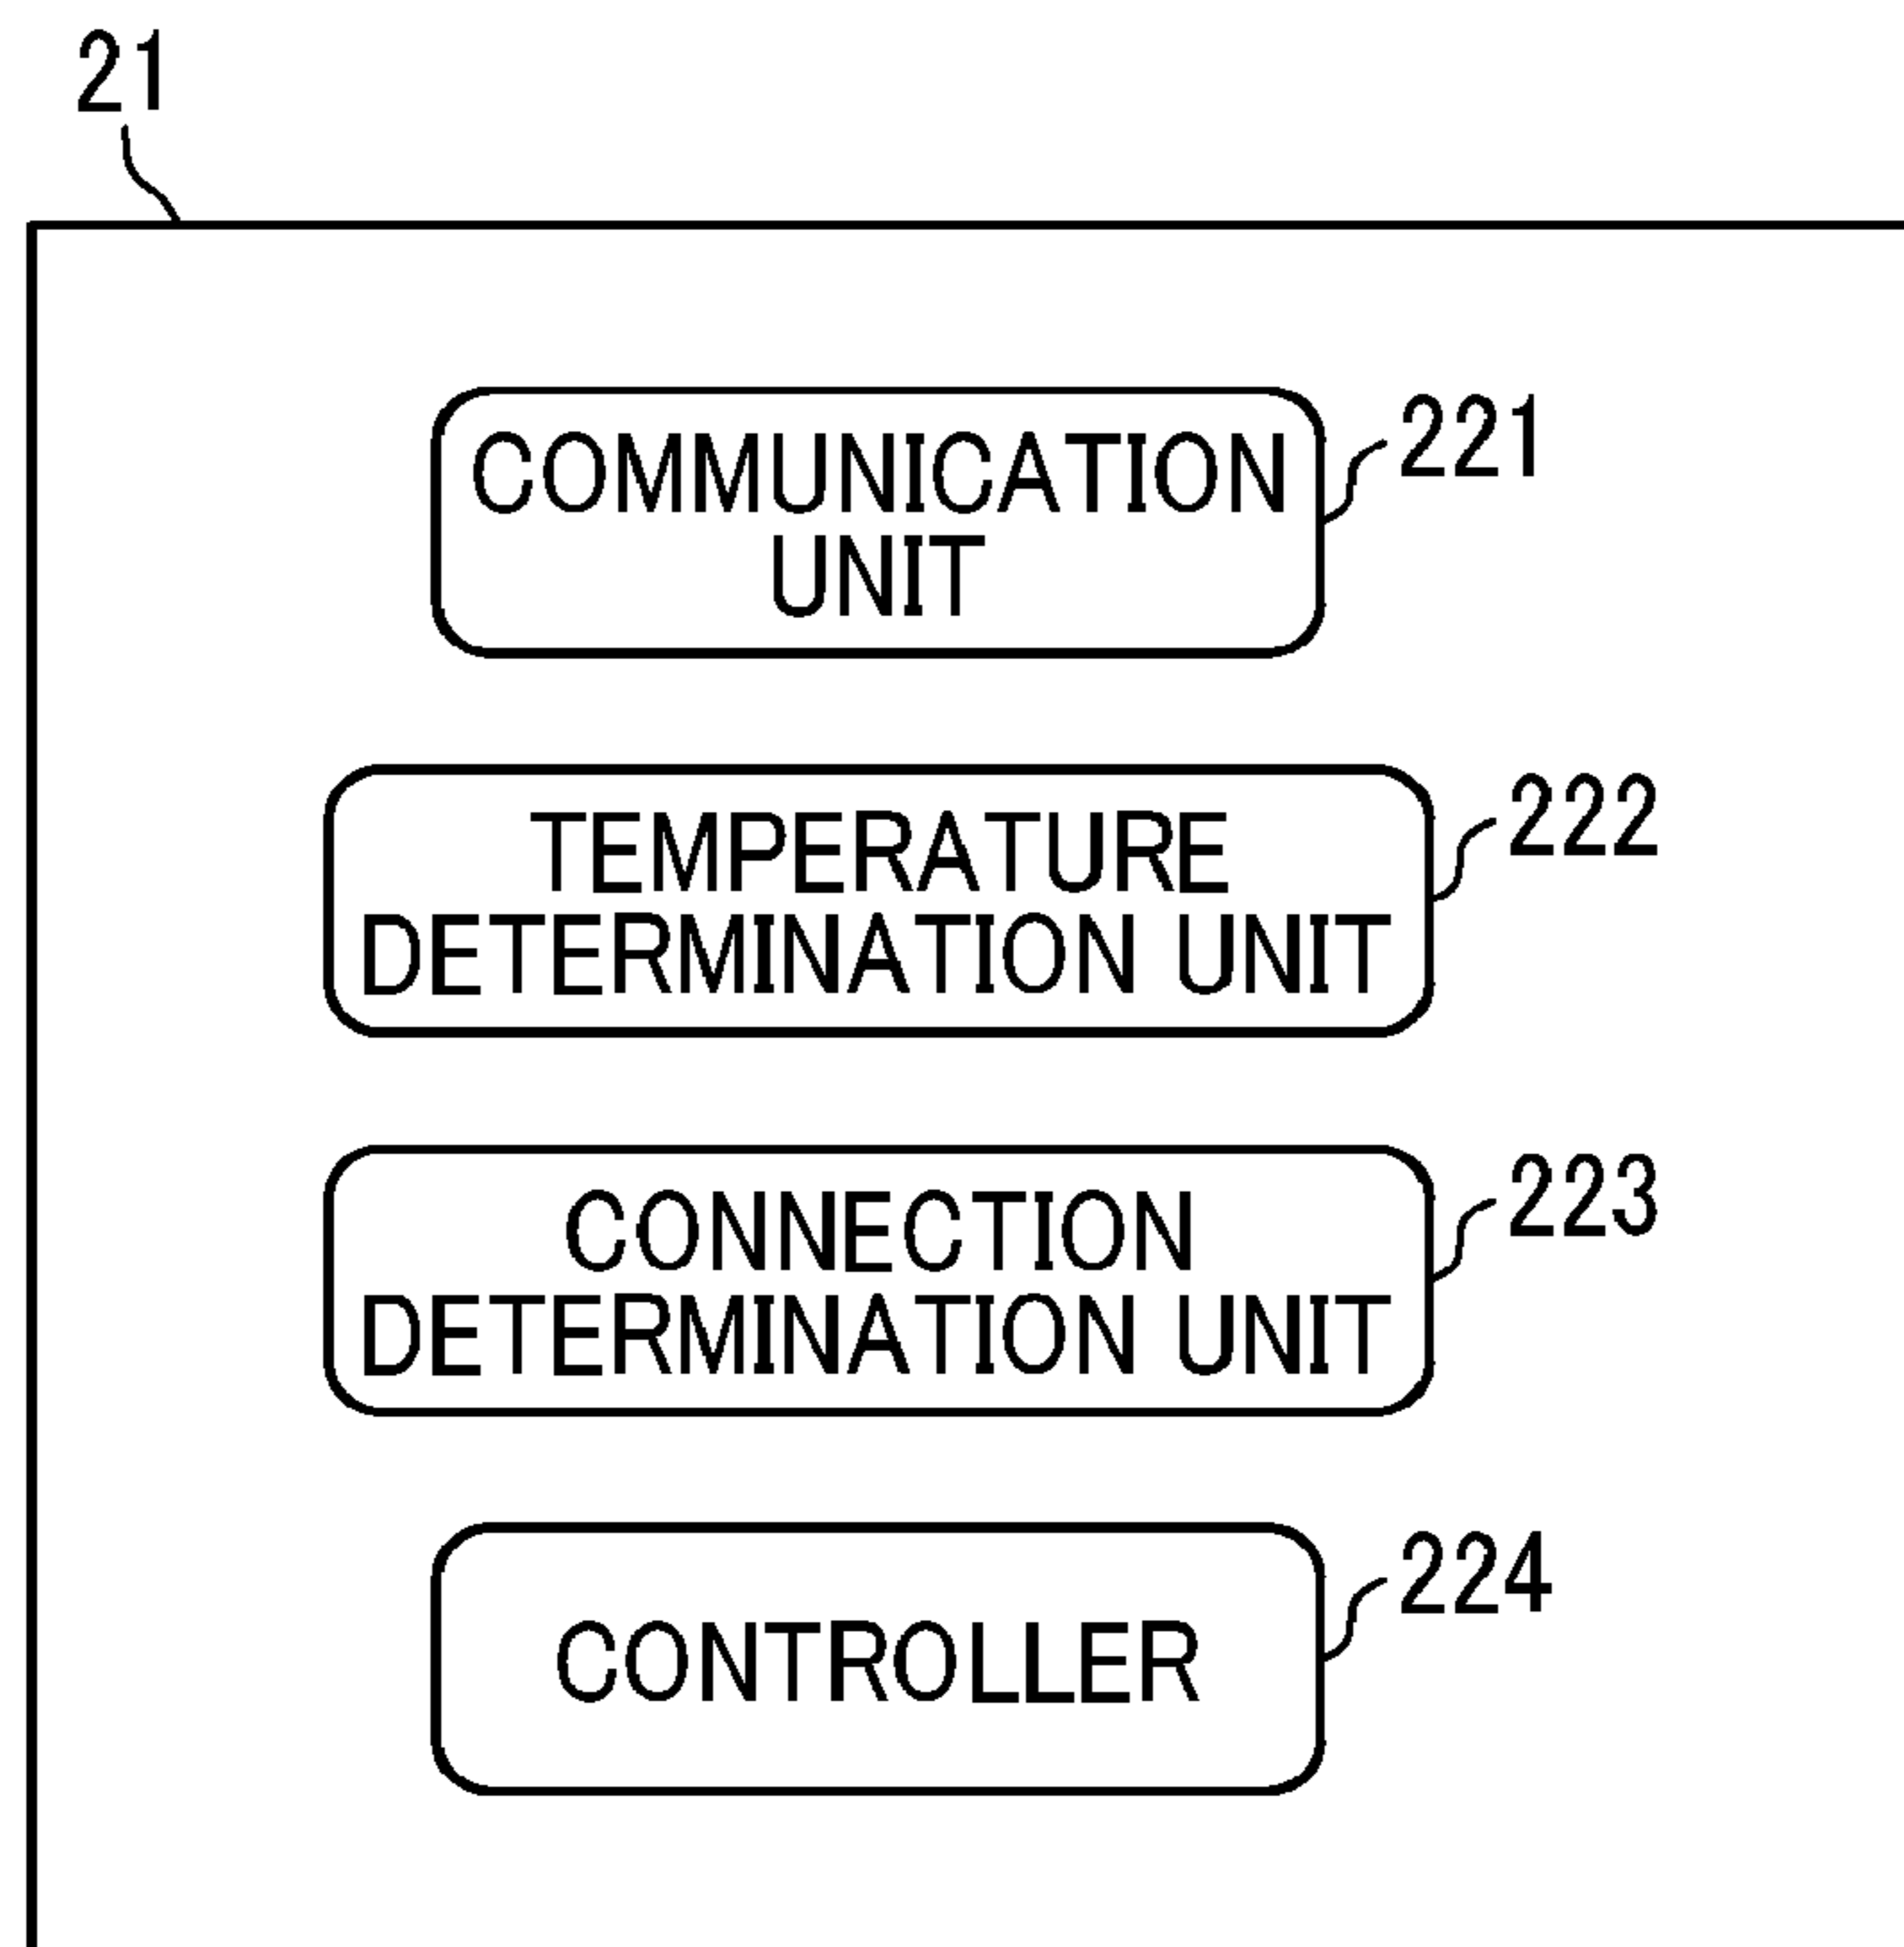 21
COMMUNICATION
UNIT
221
TEMPERATURE
DETERMINATION UNIT
222
CONNECTION
DETERMINATION UNIT
223
CONTROLLER
224